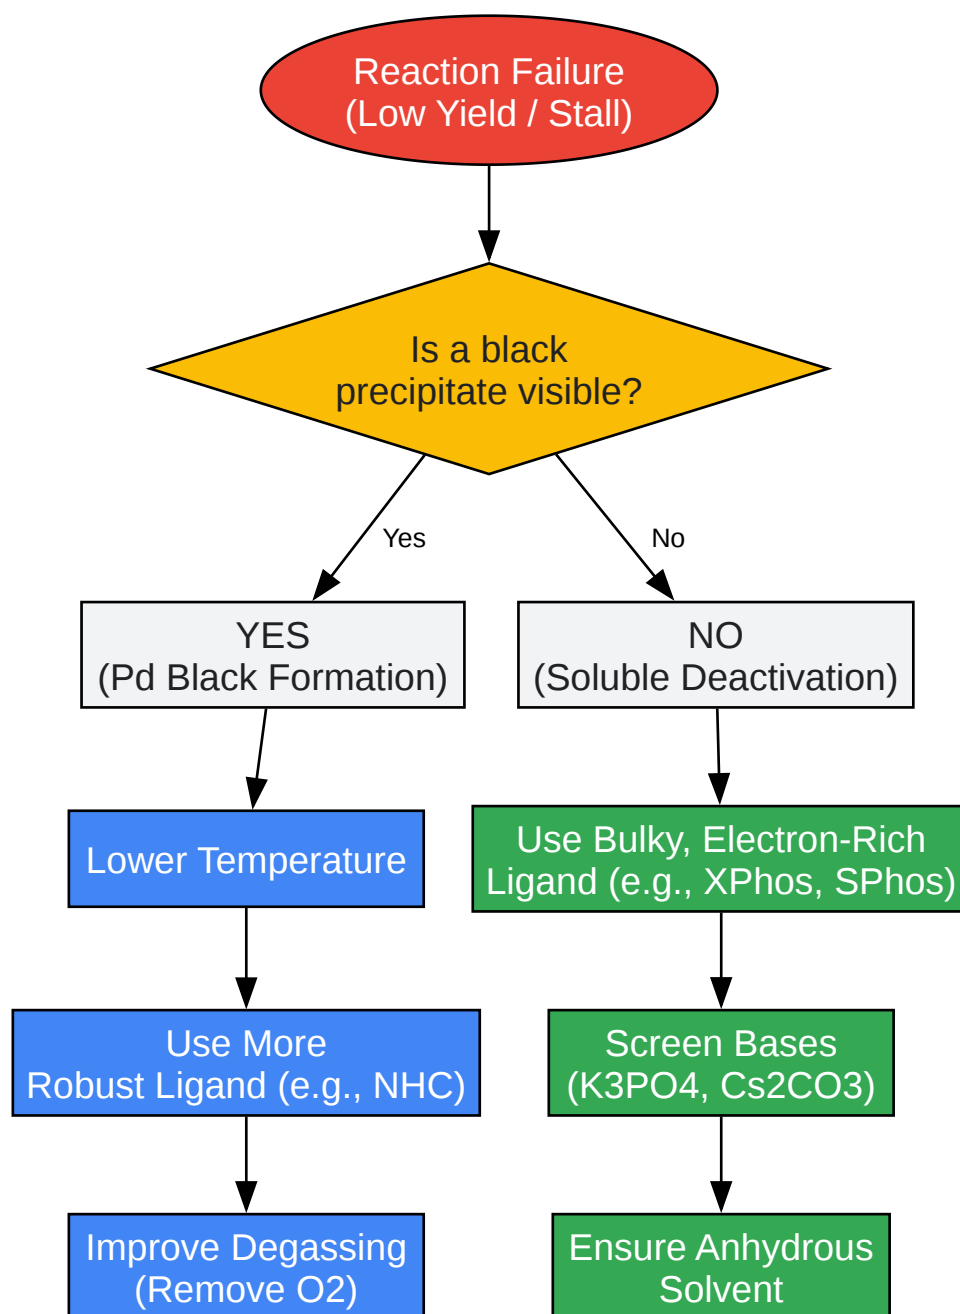 Reaction Failure
(Low Yield / Stall)
Is a black
precipitate visible?
Yes
No
YES
(Pd Black Formation)
NO
(Soluble Deactivation)
Lower Temperature
Use Bulky, Electron-Rich
Ligand (e.g., XPhos, SPhos)
Use More
Robust Ligand (e.g., NHC)
Screen Bases
(K3PO4, Cs2CO3)
Improve Degassing
(Remove O2)
Ensure Anhydrous
Solvent